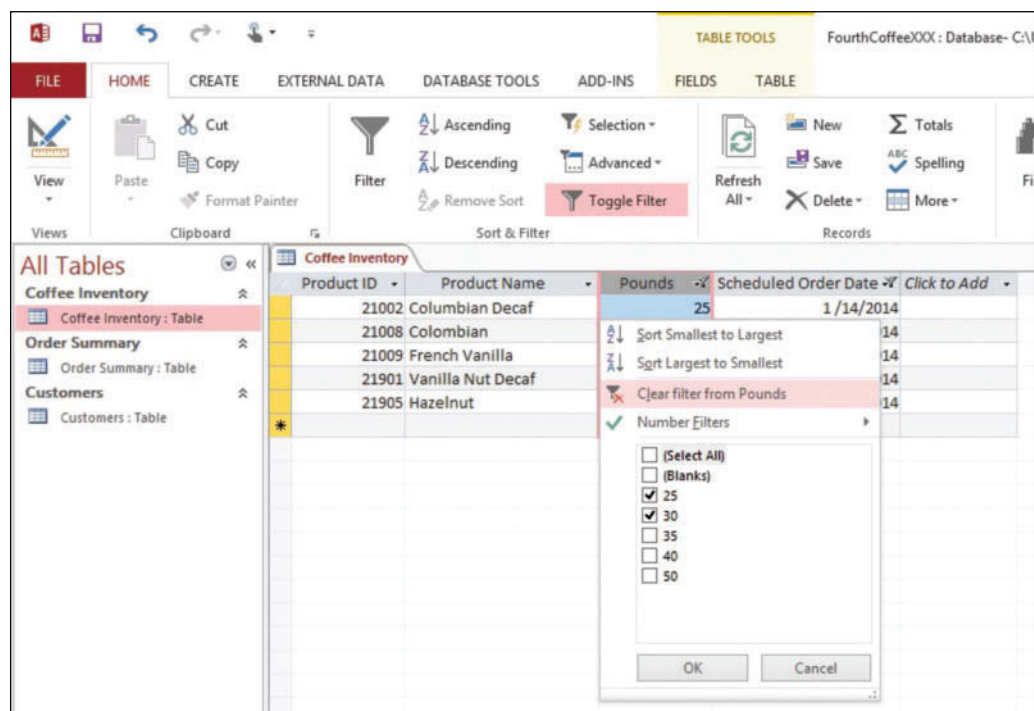 TABLE TOOLS FourthCoffeeXXX : Database- C:\U
FILE HOME CREATE EXTERNAL DATA DATABASE TOOLS ADD-INS FIELDS TABLE
View
Paste
Cut
Copy
Format Painter
Filter
Ascending
Descending
Remove Sort
Selection
Advanced
Toggle Filter
Refresh
All
New
Save
Delete
Totals
ABC
Spelling
More
Fi
Views Clipboard Sort & Filter Records
All Tables
Coffee Inventory
Coffee Inventory : Table
Order Summary
Order Summary : Table
Customers
Customers : Table
Coffee Inventory
Product ID Product Name Pounds Scheduled Order Date Click to Add
21002 Columbian Decaf 25 1 /14/2014
21008 Colombian 14
21009 French Vanilla
21901 Vanilla Nut Decaf 14
21905 Hazelnut 14
*
Sort Smallest to Largest
Sort Largest to Smallest
Clear filter from Pounds
Number Filters
(Select All)
(Blanks)
25
30
35
40
50
OK Cancel